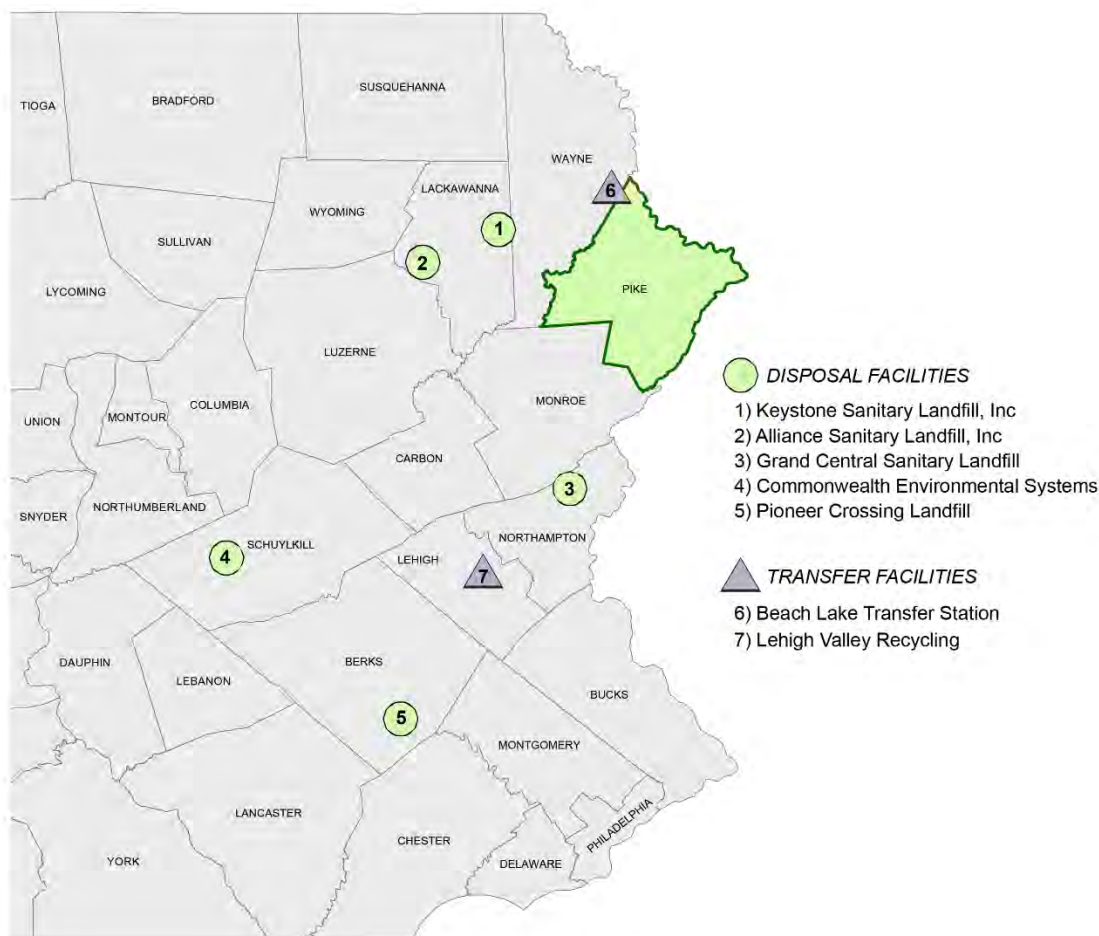 SUSQUEHANNA
BRADFORD
TIOGA
WAYNE
LACKAWANNA
6
WYOMING
1
SULLIVAN
2
LYCOMING
PIKE
LUZERNE
DISPOSAL FACILITIES
MONROE
COLUMBIA
1) Keystone Sanitary Landfill, Inc
MONTOUR
UNION
2) Alliance Sanitary Landfill, Inc
CARBON
3) Grand Central Sanitary Landfill
3
4) Commonwealth Environmental Systems
NORTHUMBERLAND
SNYDER
5) Pioneer Crossing Landfill
NORTHAMPTON
SCHUYLKILL
4
LEHIGH
7
TRANSFER FACILITIES
6) Beach Lake Transfer Station
7) Lehigh Valley Recycling
DAUPHIN
BERKS
LEBANON
BUCKS
5
MONTGOMERY
LANCASTER
PHILADELPHIA
CHESTER
YORK
DELAWARE